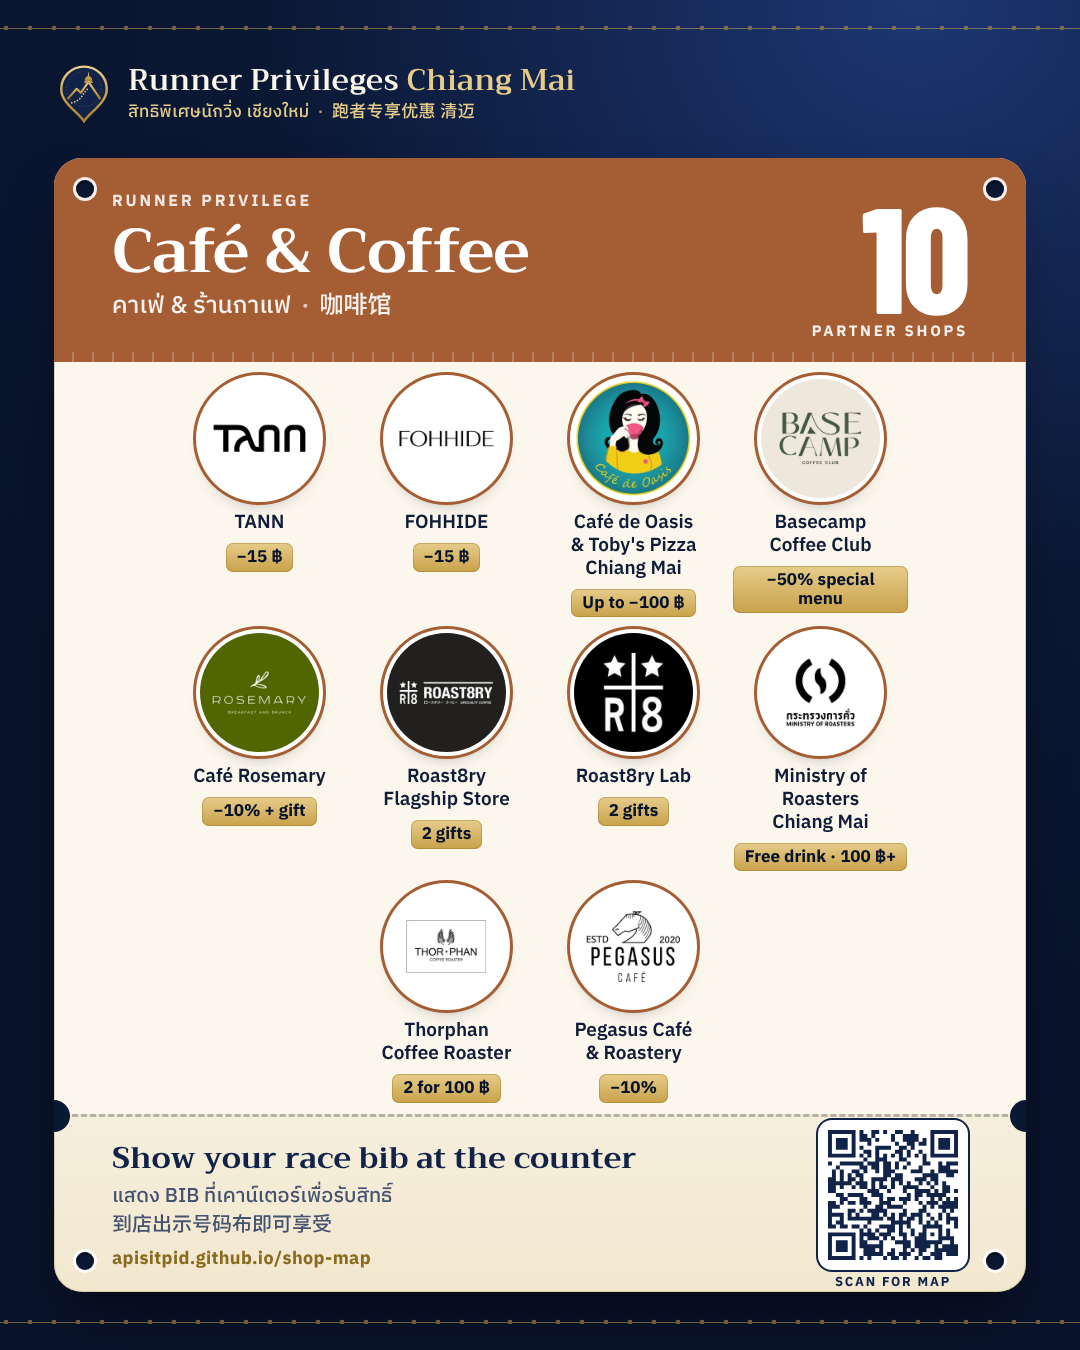 Runner Privileges Chiang Mai
สิทธิพิเศษนักวิ่ง เชียงใหม่ · 跑者专享优惠 清迈
RUNNER PRIVILEGE
Café & Coffee
คาเฟ่ & ร้านกาแฟ · 咖啡馆
10
PARTNER SHOPS
TANN
TANN
−15 ฿
FOHHIDE
FOHHIDE
−15 ฿
Café de Oasis
Café de Oasis
& Toby's Pizza
Chiang Mai
Up to −100 ฿
BASE
CAMP
COFFEE CLUB
Basecamp
Coffee Club
−50% special
menu
ROSEMARY
BREAKFAST AND BRUNCH
Café Rosemary
−10% + gift
R8 ROAST8RY
Roast8ry
Flagship Store
2 gifts
R8
Roast8ry Lab
2 gifts
กระทรวงการคั่ว
MINISTRY OF ROASTERS
Ministry of
Roasters
Chiang Mai
Free drink · 100 ฿+
THOR·PHAN
COFFEE ROASTER
Thorphan
Coffee Roaster
2 for 100 ฿
ESTD 2020
PEGASUS
CAFÉ
Pegasus Café
& Roastery
−10%
Show your race bib at the counter
แสดง BIB ที่เคาน์เตอร์เพื่อรับสิทธิ์
到店出示号码布即可享受
apisitpid.github.io/shop-map
SCAN FOR MAP